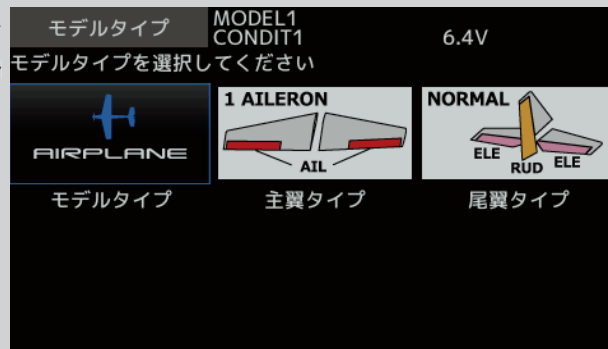 モデルタイプ
MODEL1
CONDIT1
6.4V
モデルタイプを選択してください
AIRPLANE
1 AILERON
AIL
NORMAL
ELE
RUD
ELE
モデルタイプ
主翼タイプ
尾翼タイプ